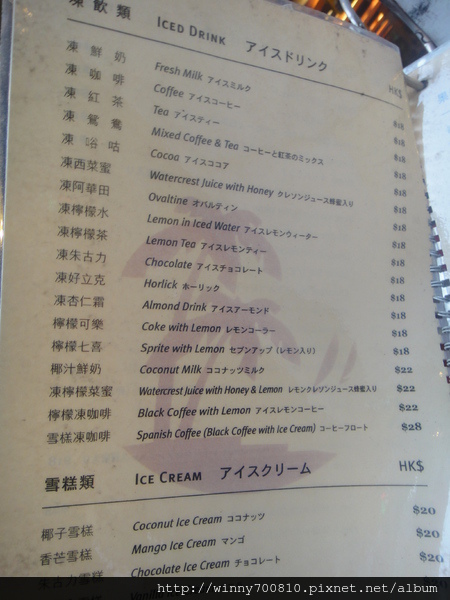 凍飲類 ICED DRINK アイスドリンク HK$
凍鮮奶 Fresh Milk アイスミルク $18
凍咖啡 Coffee アイスコーヒー $18
凍紅茶 Tea アイスティー $18
凍鴛鴦 Mixed Coffee & Tea コーヒーと紅茶のミックス $18
凍唂咕 Cocoa アイスココア $18
凍西菜蜜 Watercrest Juice with Honey クレソンジュース蜂蜜入り $18
凍阿華田 Ovaltine オバルティン $18
凍檸檬水 Lemon in Iced Water アイスレモンウィーター $18
凍檸檬茶 Lemon Tea アイスレモンティー $18
凍朱古力 Chocolate アイスチョコレート $18
凍好立克 Horlick ホーリック $18
凍杏仁霜 Almond Drink アイスアーモンド $18
檸檬可樂 Coke with Lemon レモンコーラー $18
檸檬七喜 Sprite with Lemon セブンアップ（レモン入り） $18
椰汁鮮奶 Coconut Milk ココナッツミルク $22
凍檸檬菜蜜 Watercrest Juice with Honey & Lemon レモンクレソンジュース蜂蜜入り $22
檸檬凍咖啡 Black Coffee with Lemon アイスレモンコーヒー $22
雪糕凍咖啡 Spanish Coffee (Black Coffee with Ice Cream) コーヒーフロート $28
雪糕類 ICE CREAM アイスクリーム HK$
椰子雪糕 Coconut Ice Cream ココナッツ $20
香芒雪糕 Mango Ice Cream マンゴ $20
朱古力雪糕 Chocolate Ice Cream チョコレート $20
http://winny700810.pixnet.net/album